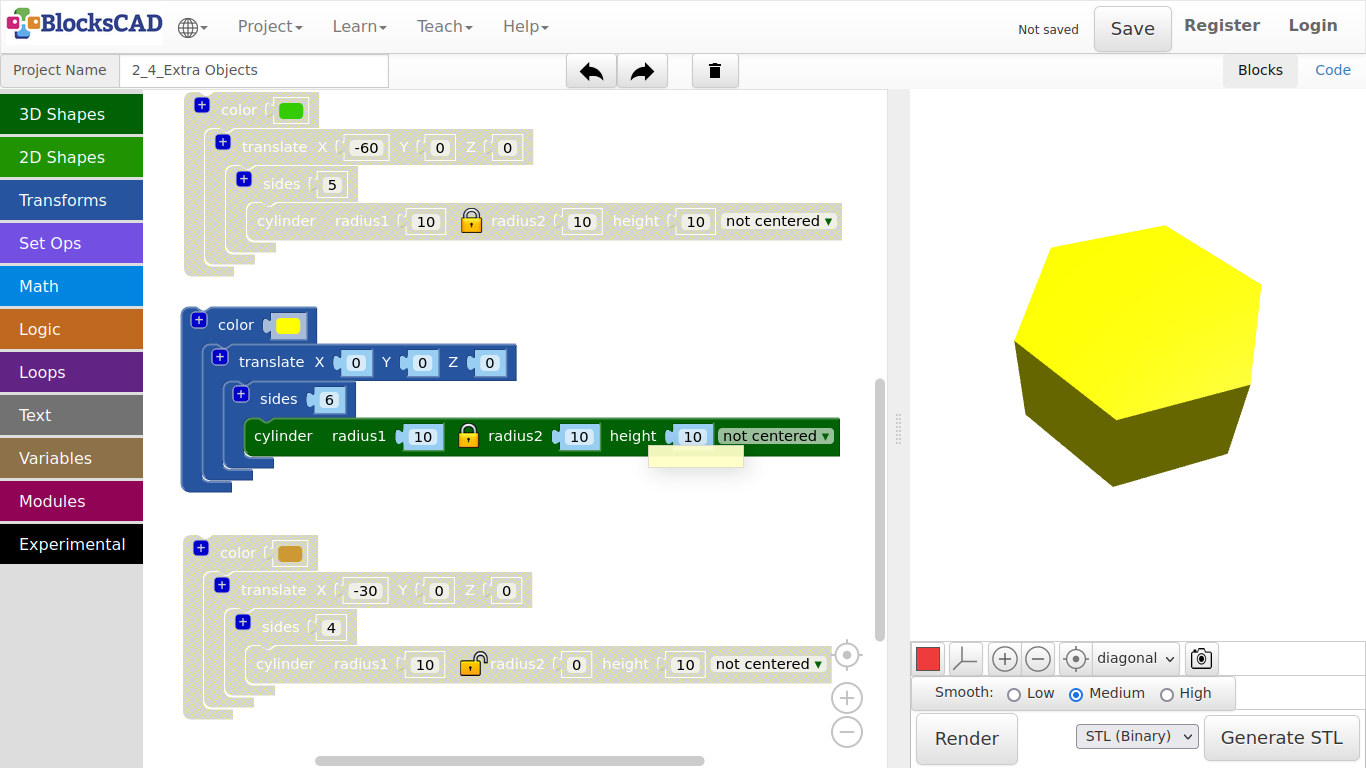 BlocksCAD
Project Learn Teach Help
Not saved
Save
Register
Login
Project Name
2_4_Extra Objects
Blocks
Code
3D Shapes
2D Shapes
Transforms
Set Ops
Math
Logic
Loops
Text
Variables
Modules
Experimental
+ color
+ translate X -60 Y 0 Z 0
+ sides 5
cylinder radius1 10 radius2 10 height 10 not centered ▾
+ color
+ translate X 0 Y 0 Z 0
+ sides 6
cylinder radius1 10 radius2 10 height 10 not centered ▾
+ color
+ translate X -30 Y 0 Z 0
+ sides 4
cylinder radius1 10 radius2 0 height 10 not centered ▾
diagonal
Smooth: Low Medium High
Render
STL (Binary)
Generate STL